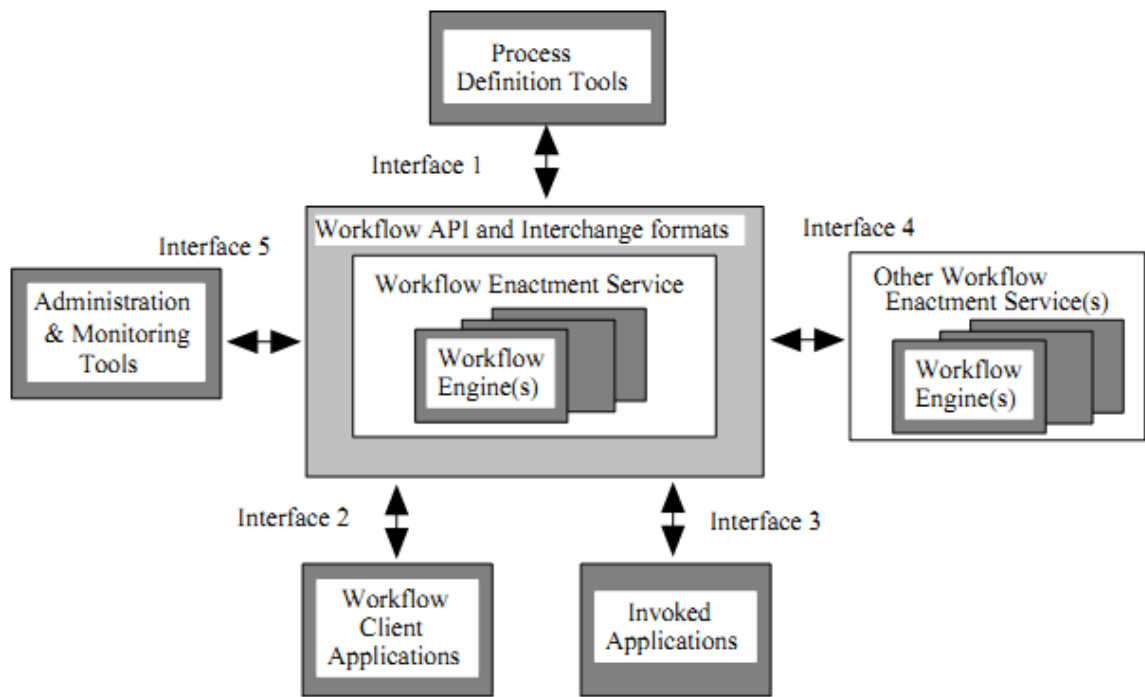 Process
Definition Tools
Interface 1
Workflow API and Interchange formats
Interface 4
Interface 5
Workflow Enactment Service
Other Workflow
Enactment Service(s)
Administration
& Monitoring
Tools
Workflow
Engine(s)
Workflow
Engine(s)
Interface 2
Interface 3
Workflow
Client
Applications
Invoked
Applications